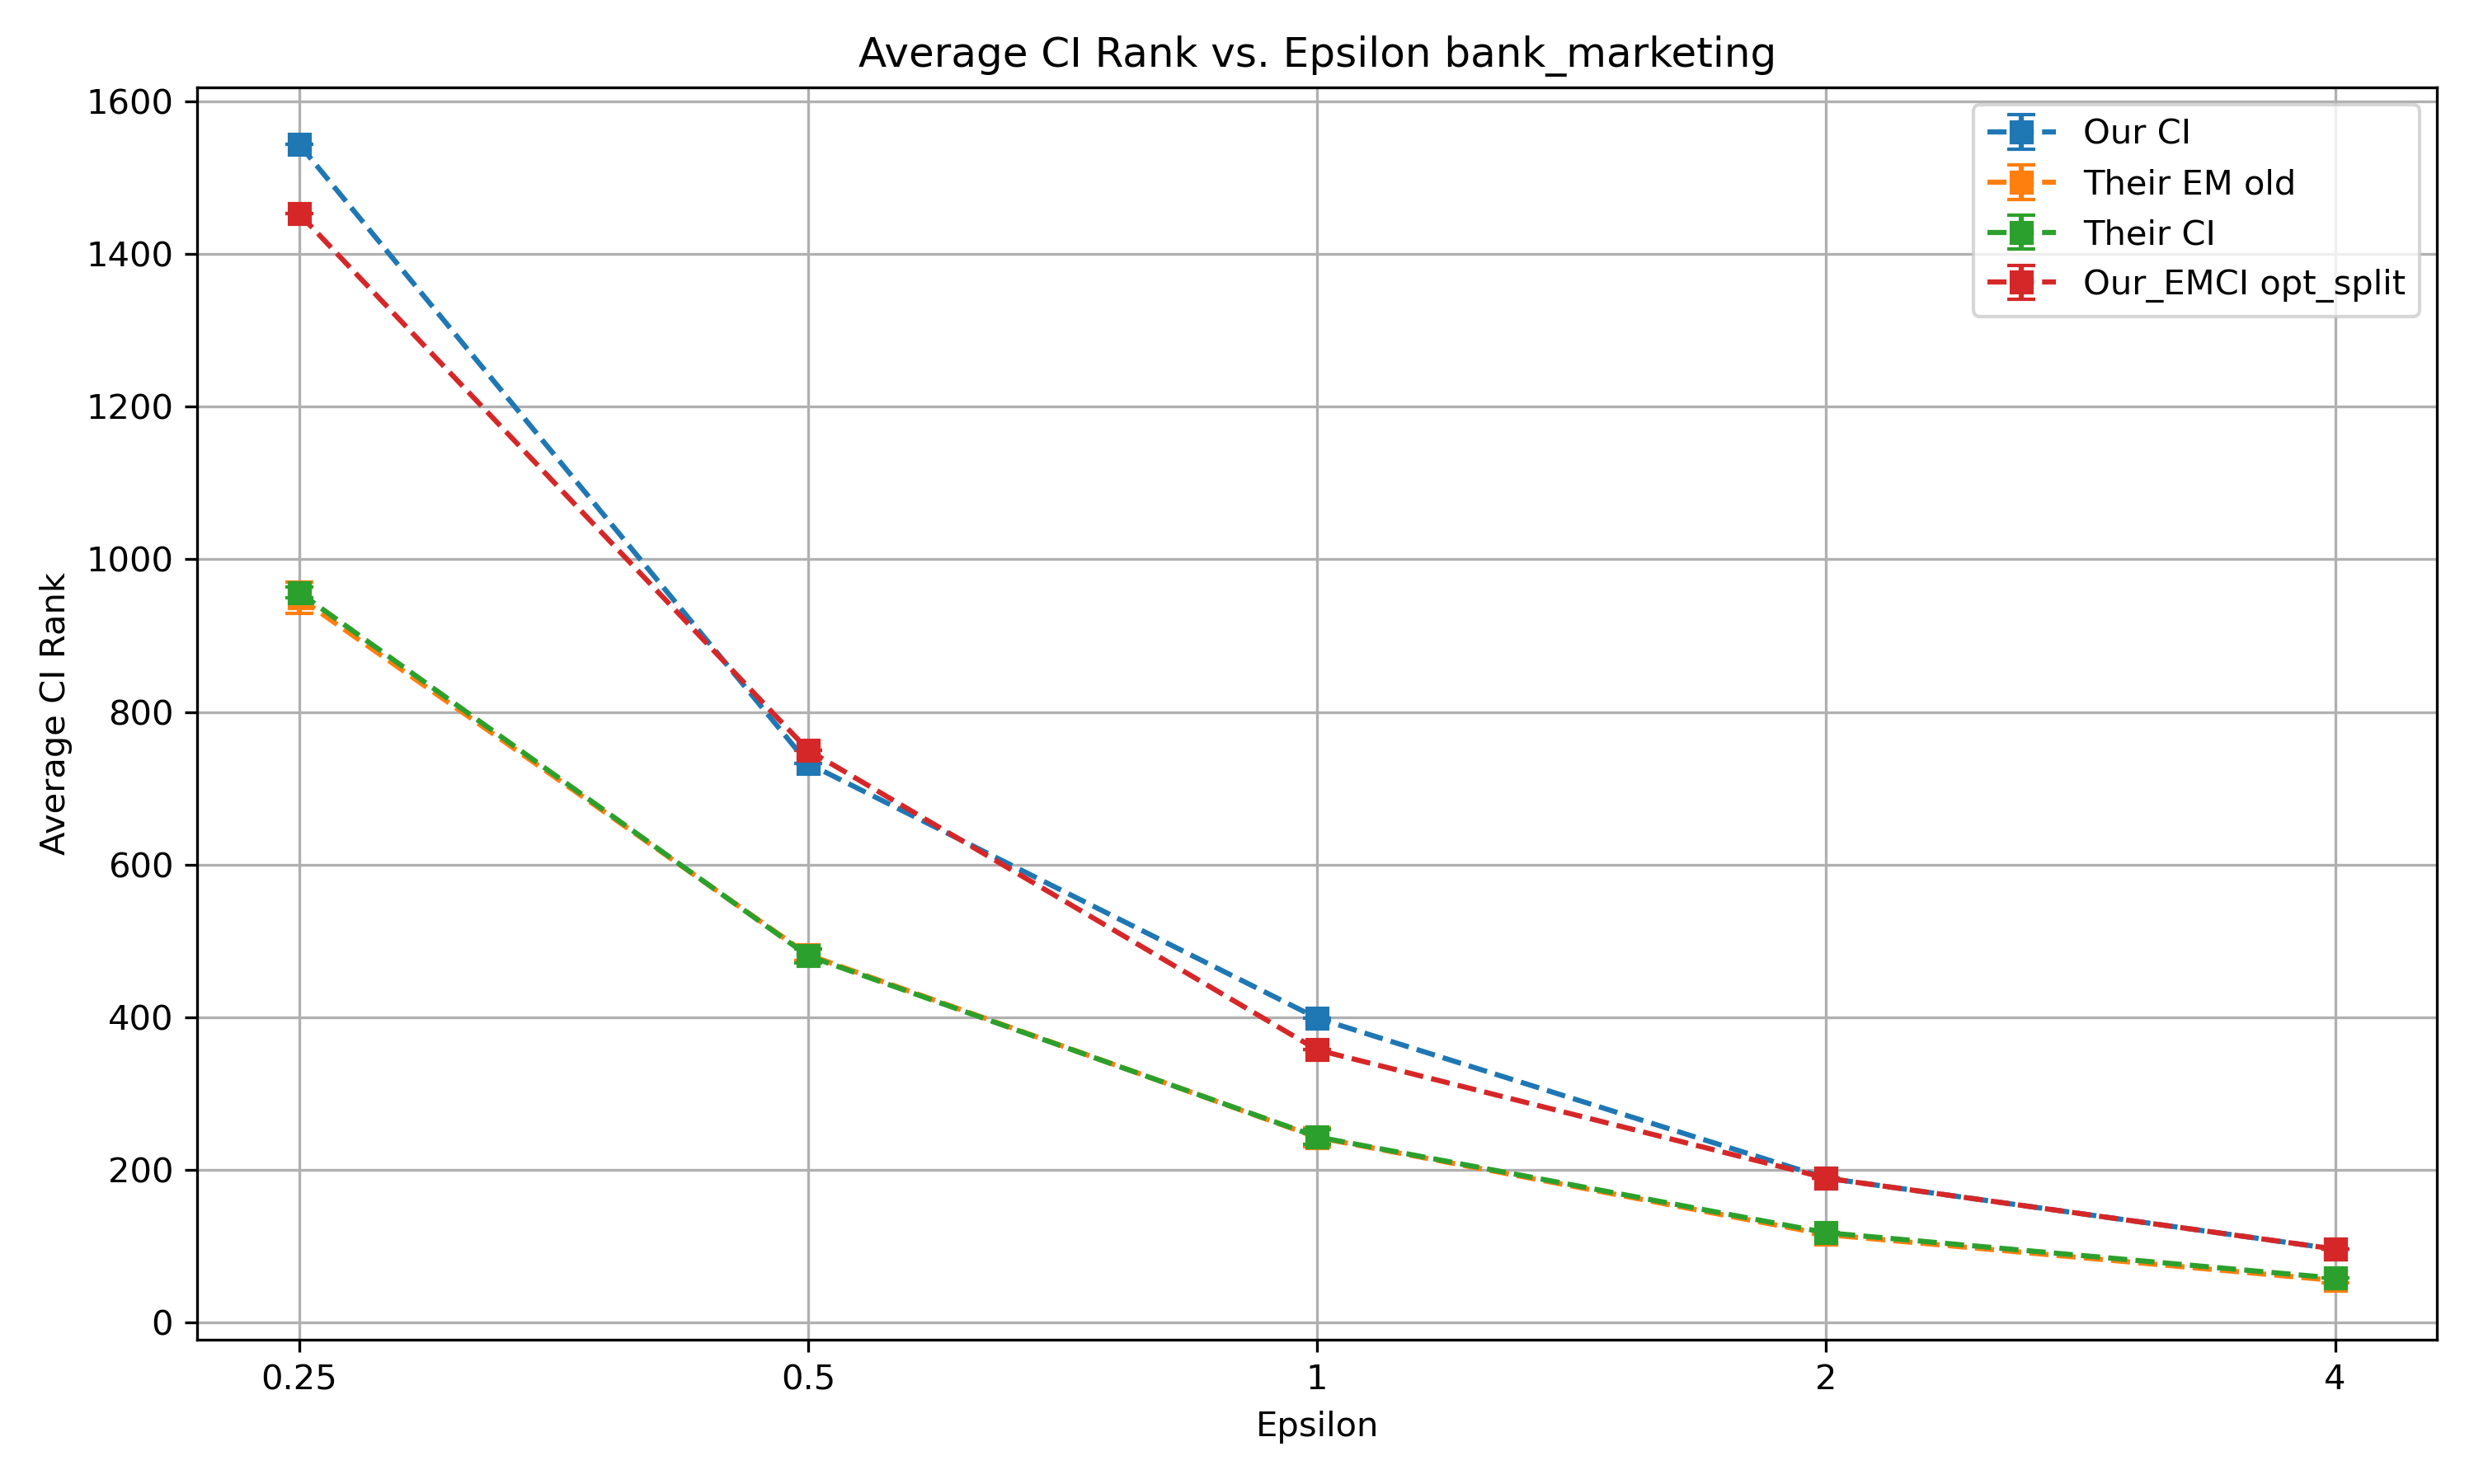 Average CI Rank vs. Epsilon bank_marketing
Our CI
Their EM old
Their CI
Our_EMCI opt_split
Average CI Rank
1600
1400
1200
1000
800
600
400
200
0
0.25 0.5 1 2 4
Epsilon